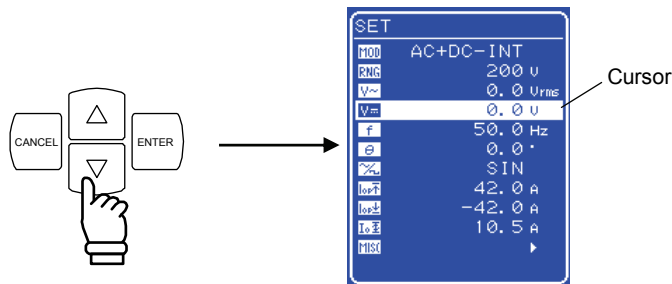 CANCEL
ENTER
SET
MOD AC+DC-INT
RNG 200 V
V~ 0.0 Vrms
V⎓ 0.0 V
f 50.0 Hz
θ 0.0 °
SIN
42.0 A
-42.0 A
10.5 A
MISC
Cursor